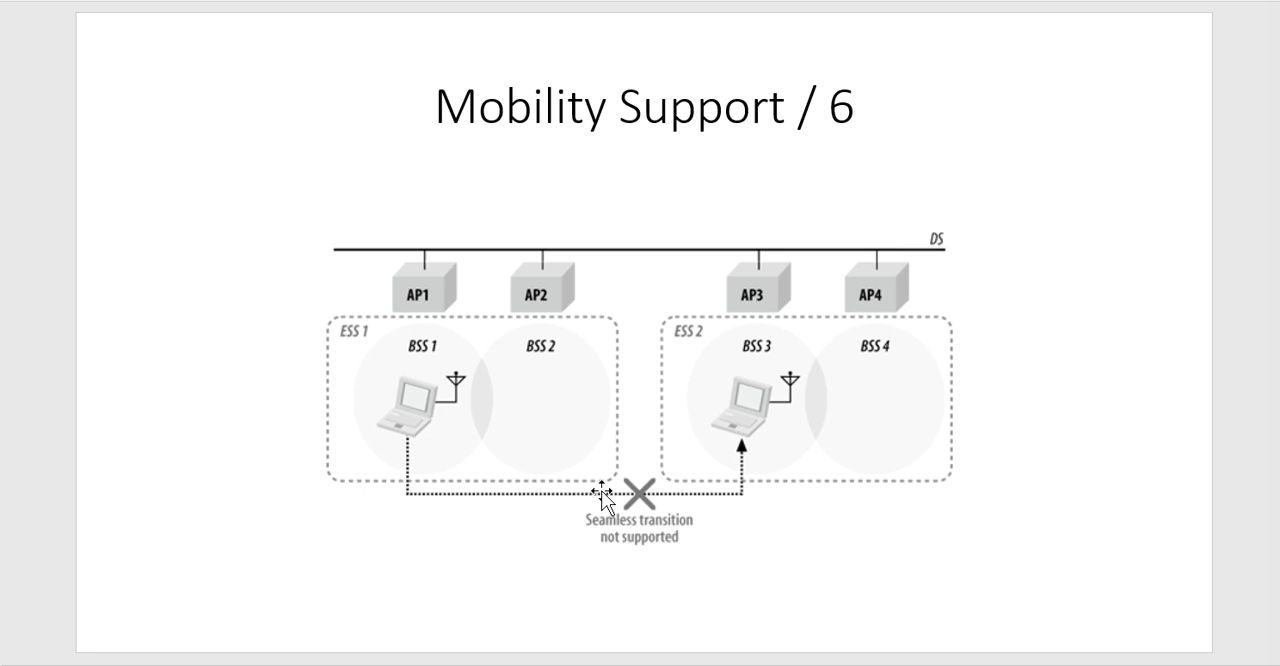 Mobility Support / 6
DS
AP1
AP2
AP3
AP4
ESS 1
BSS 1
BSS 2
ESS 2
BSS 3
BSS 4
Seamless transition
not supported